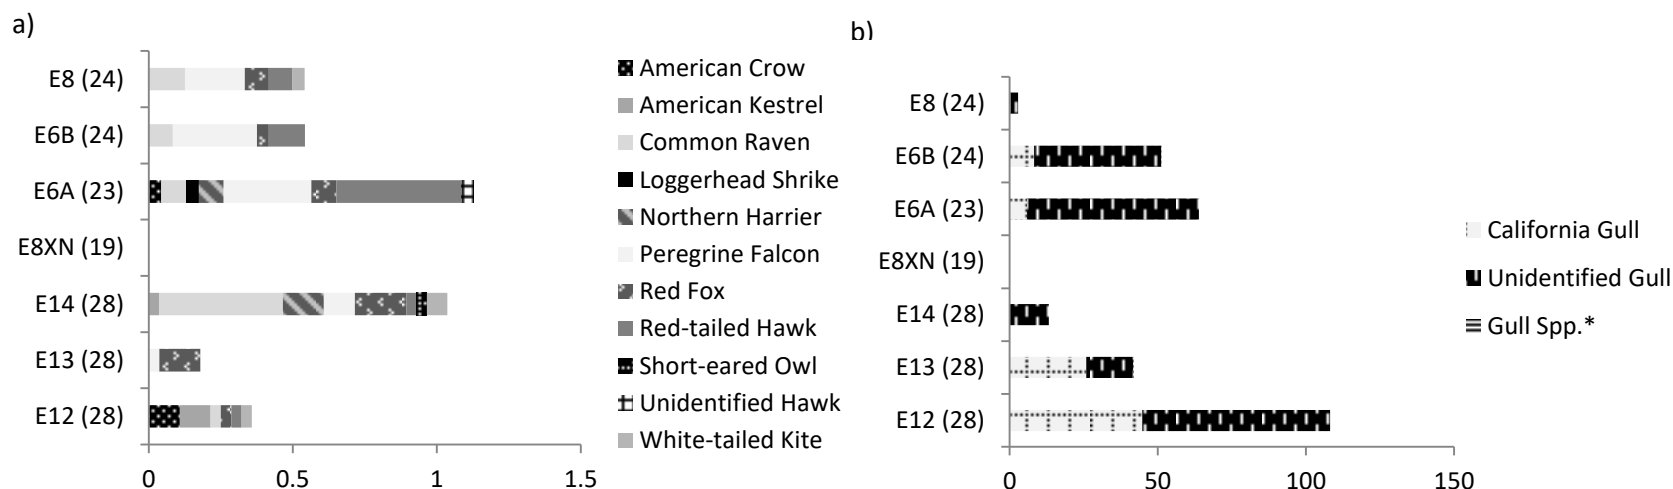 a)
E8 (24)
E6B (24)
E6A (23)
E8XN (19)
E14 (28)
E13 (28)
E12 (28)
0 0.5 1 1.5
American Crow
American Kestrel
Common Raven
Loggerhead Shrike
Northern Harrier
Peregrine Falcon
Red Fox
Red-tailed Hawk
Short-eared Owl
Unidentified Hawk
White-tailed Kite
b)
E8 (24)
E6B (24)
E6A (23)
E8XN (19)
E14 (28)
E13 (28)
E12 (28)
0 50 100 150
California Gull
Unidentified Gull
Gull Spp.*